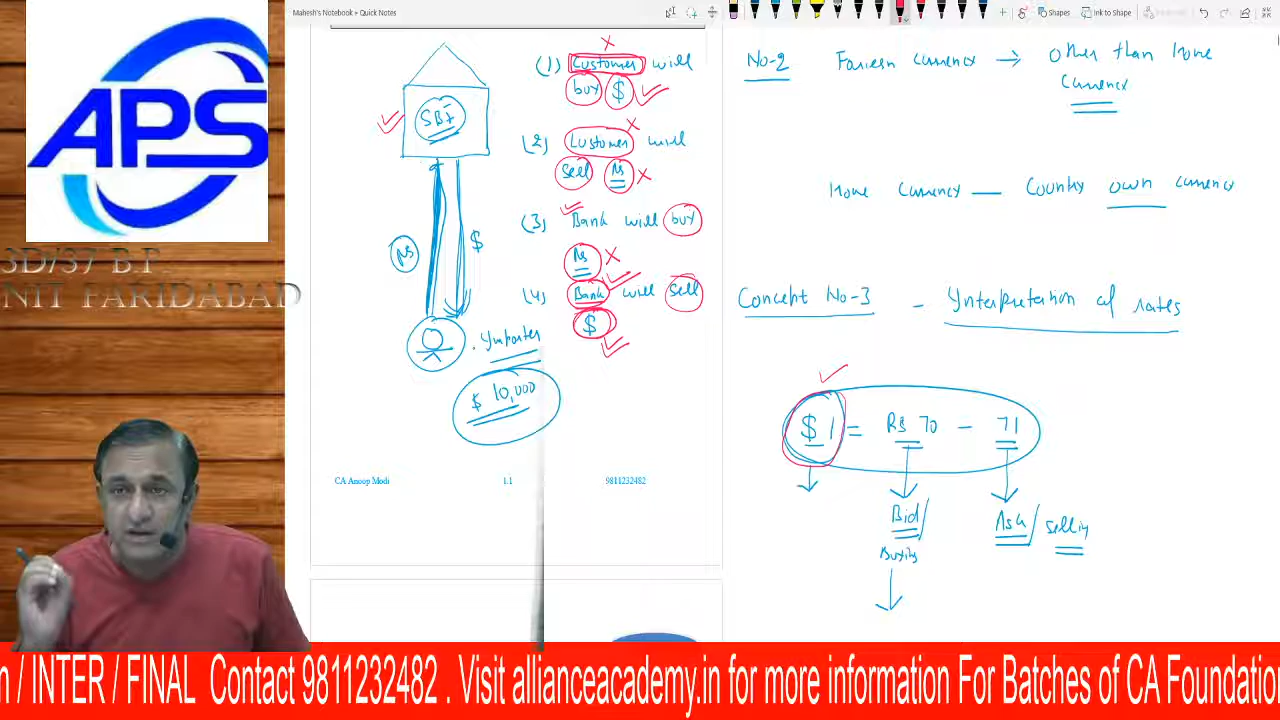 Mahesh's Notebook + Quick Notes
Shapes
Ink to Shape
APS
3D/37 B.P.
NIT FARIDABAD
SBI
Rs
$
Importer
$ 10,000
(1) Customer will
buy $
(2) Customer will
sell Rs
(3) Bank will buy
Rs
(4) Bank will sell
$
CA Anoop Modi
1.1
9811232482
No-2 Foriegn currency → other than Home
Currency
Home Currency — Country own currency
Concept No-3 - Interpretation of rates
$ 1 = Rs 70 - 71
Bid/
Buying
Ask/ selling
n / INTER / FINAL Contact 9811232482 . Visit allianceacademy.in for more information For Batches of CA Foundation